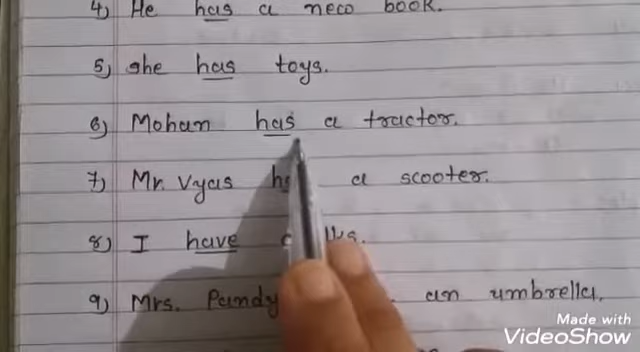 4) He has a new book.
5) she has toys.
6) Mohan has a tractor.
7) Mr. Vyas a scooter.
8) I have
9) Mrs. an umbrella.
Made with
VideoShow